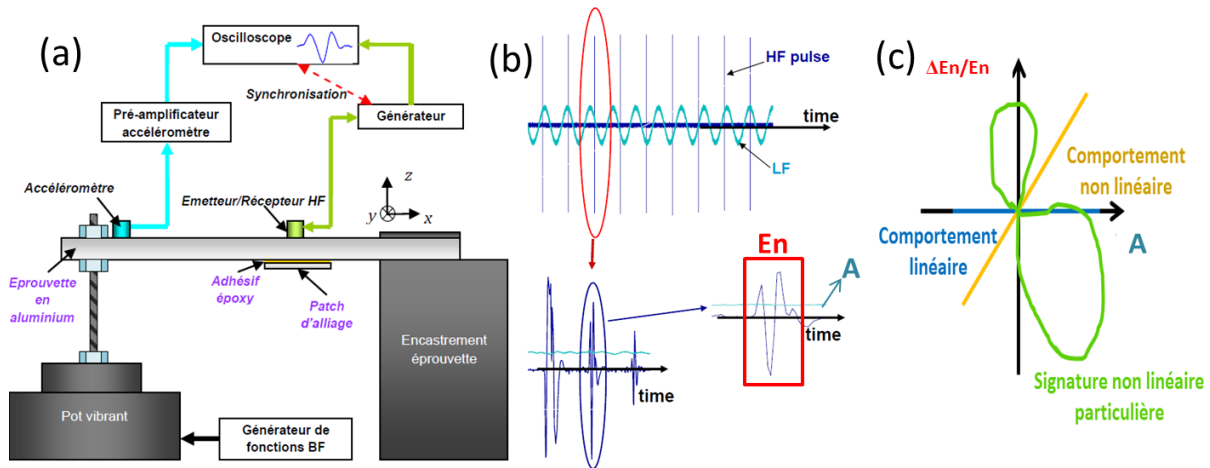 (a)
Oscilloscope
Synchronisation
Pré-amplificateur
accéléromètre
Générateur
Accéléromètre
Emetteur/Récepteur HF
z
y
x
Eprouvette
en
aluminium
Adhésif
époxy
Patch
d'alliage
Encastrement
éprouvette
Pot vibrant
Générateur de
fonctions BF
(b)
HF pulse
time
LF
En
A
time
time
(c)
ΔEn/En
Comportement
non linéaire
A
Comportement
linéaire
Signature non linéaire
particulière